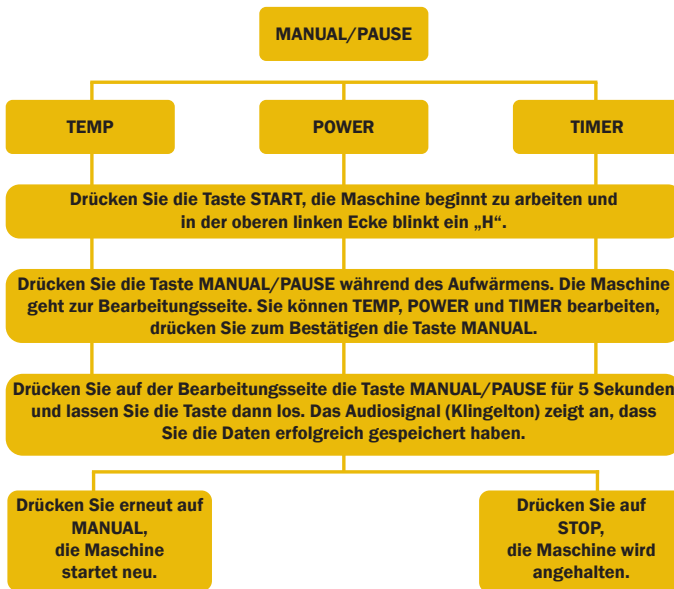 MANUAL/PAUSE
TEMP
POWER
TIMER
Drücken Sie die Taste START, die Maschine beginnt zu arbeiten und
in der oberen linken Ecke blinkt ein „H“.
Drücken Sie die Taste MANUAL/PAUSE während des Aufwärmens. Die Maschine
geht zur Bearbeitungsseite. Sie können TEMP, POWER und TIMER bearbeiten,
drücken Sie zum Bestätigen die Taste MANUAL.
Drücken Sie auf der Bearbeitungsseite die Taste MANUAL/PAUSE für 5 Sekunden
und lassen Sie die Taste dann los. Das Audiosignal (Klingelton) zeigt an, dass
Sie die Daten erfolgreich gespeichert haben.
Drücken Sie erneut auf
MANUAL,
die Maschine
startet neu.
Drücken Sie auf
STOP,
die Maschine wird
angehalten.